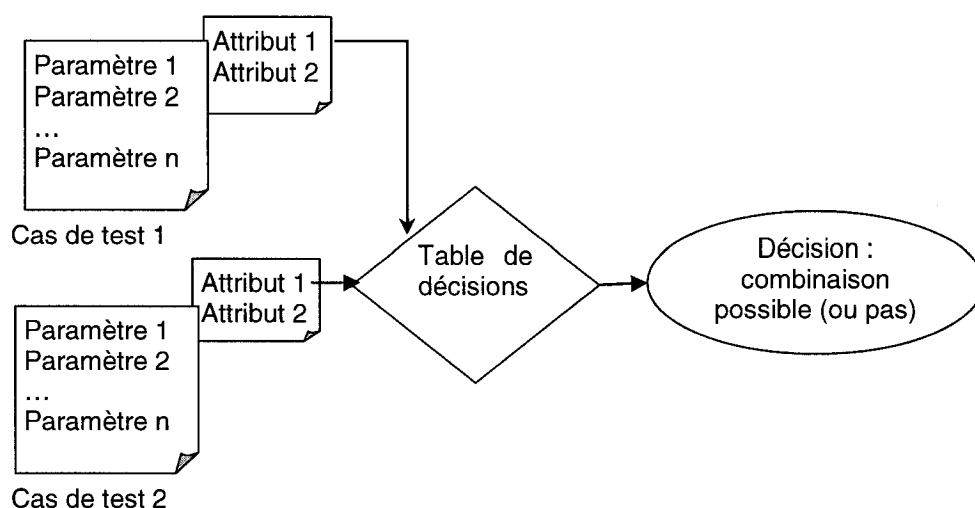 Attribut 1
Attribut 2
Paramètre 1
Paramètre 2
...
Paramètre n
Cas de test 1
Attribut 1
Attribut 2
Paramètre 1
Paramètre 2
...
Paramètre n
Cas de test 2
Table de
décisions
Décision :
combinaison
possible (ou pas)